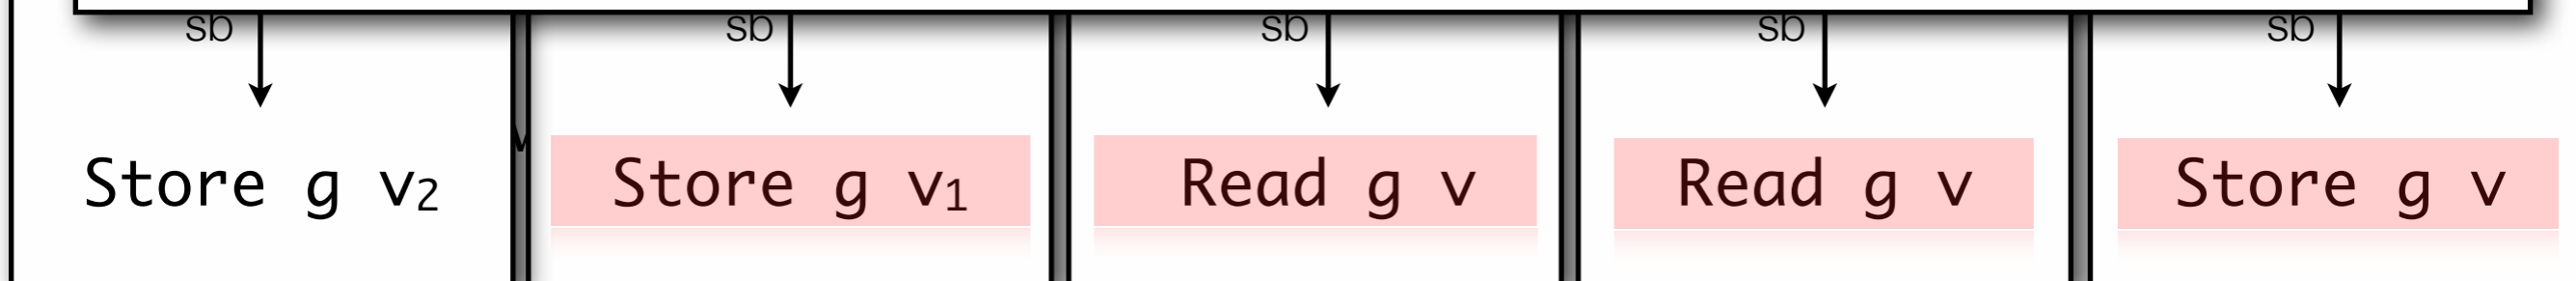 sb sb sb sb sb
Store g v₂ Store g v₁ Read g v Read g v Store g v